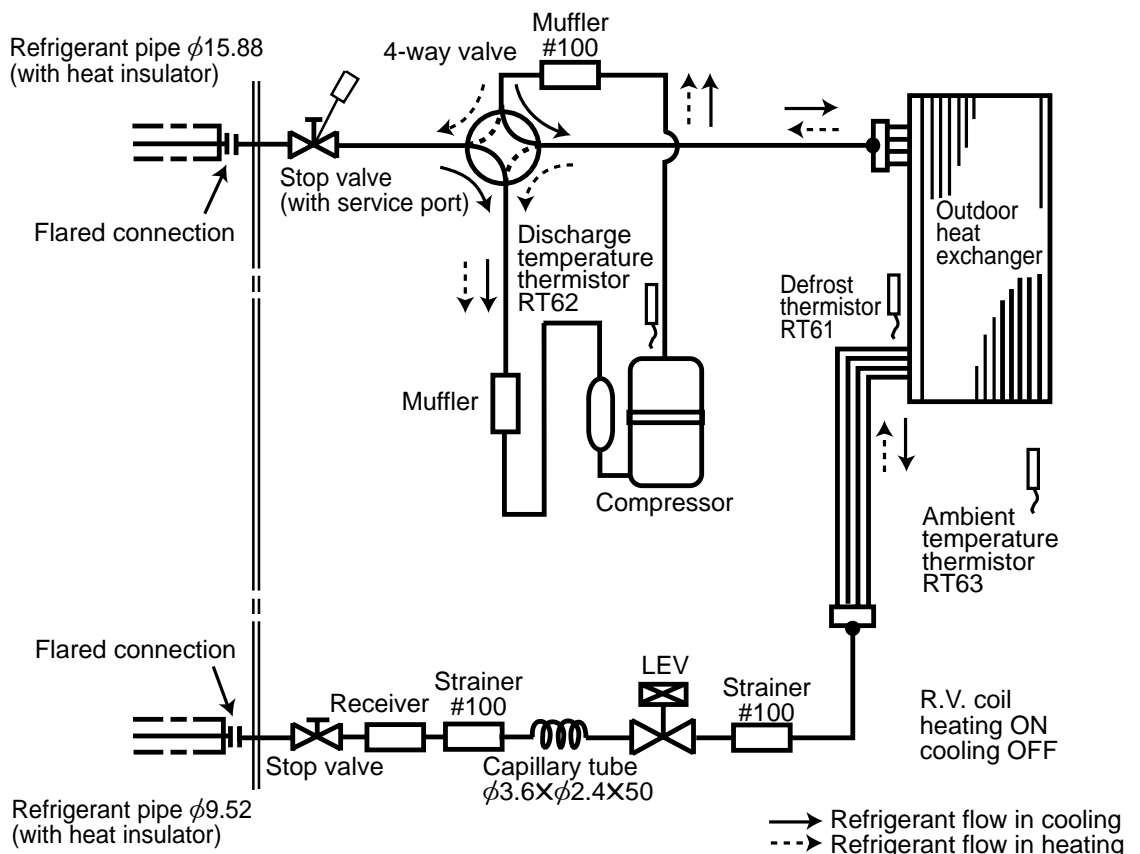 Refrigerant pipe ϕ15.88
(with heat insulator)
4-way valve
Muffler
#100
Stop valve
(with service port)
Flared connection
Discharge
temperature
thermistor
RT62
Outdoor
heat
exchanger
Defrost
thermistor
RT61
Muffler
Compressor
Ambient
temperature
thermistor
RT63
Flared connection
Receiver
Strainer
#100
LEV
Strainer
#100
R.V. coil
heating ON
cooling OFF
Stop valve
Capillary tube
ϕ3.6×ϕ2.4×50
Refrigerant pipe ϕ9.52
(with heat insulator)
Refrigerant flow in cooling
Refrigerant flow in heating